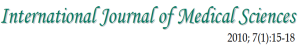 International Journal of Medical Sciences
2010; 7(1):15-18